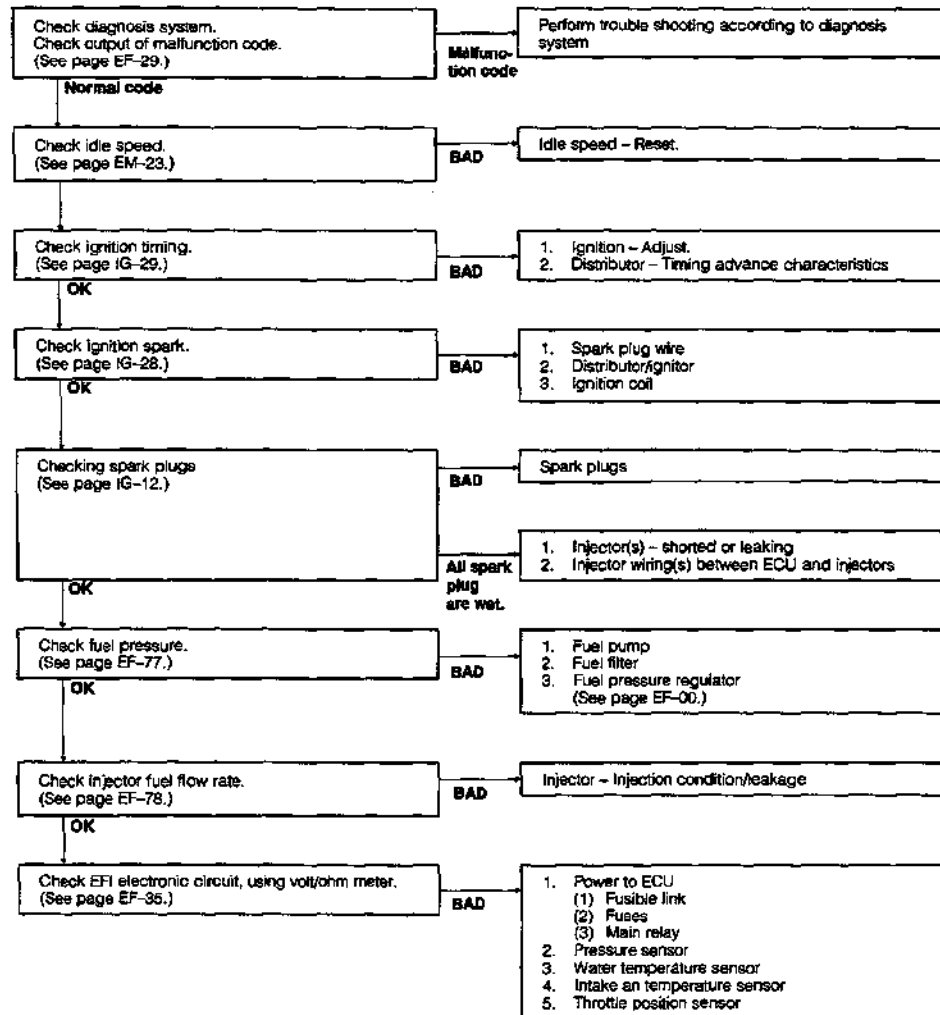 Check diagnosis system.
Check output of malfunction code.
(See page EF-29.)
Malfunc-
tion code
Perform trouble shooting according to diagnosis
system
Normal code
Check idle speed.
(See page EM-23.)
BAD
Idle speed – Reset.
Check ignition timing.
(See page IG-29.)
BAD
1. Ignition – Adjust.
2. Distributor – Timing advance characteristics
OK
Check ignition spark.
(See page IG-28.)
BAD
1. Spark plug wire
2. Distributor/ignitor
3. Ignition coil
OK
Checking spark plugs
(See page IG-12.)
BAD
Spark plugs
All spark
plug
are wet.
1. Injector(s) – shorted or leaking
2. Injector wiring(s) between ECU and injectors
OK
Check fuel pressure.
(See page EF-77.)
BAD
1. Fuel pump
2. Fuel filter
3. Fuel pressure regulator
(See page EF-00.)
OK
Check injector fuel flow rate.
(See page EF-78.)
BAD
Injector – Injection condition/leakage
OK
Check EFI electronic circuit, using volt/ohm meter.
(See page EF-35.)
BAD
1. Power to ECU
(1) Fusible link
(2) Fuses
(3) Main relay
2. Pressure sensor
3. Water temperature sensor
4. Intake an temperature sensor
5. Throttle position sensor